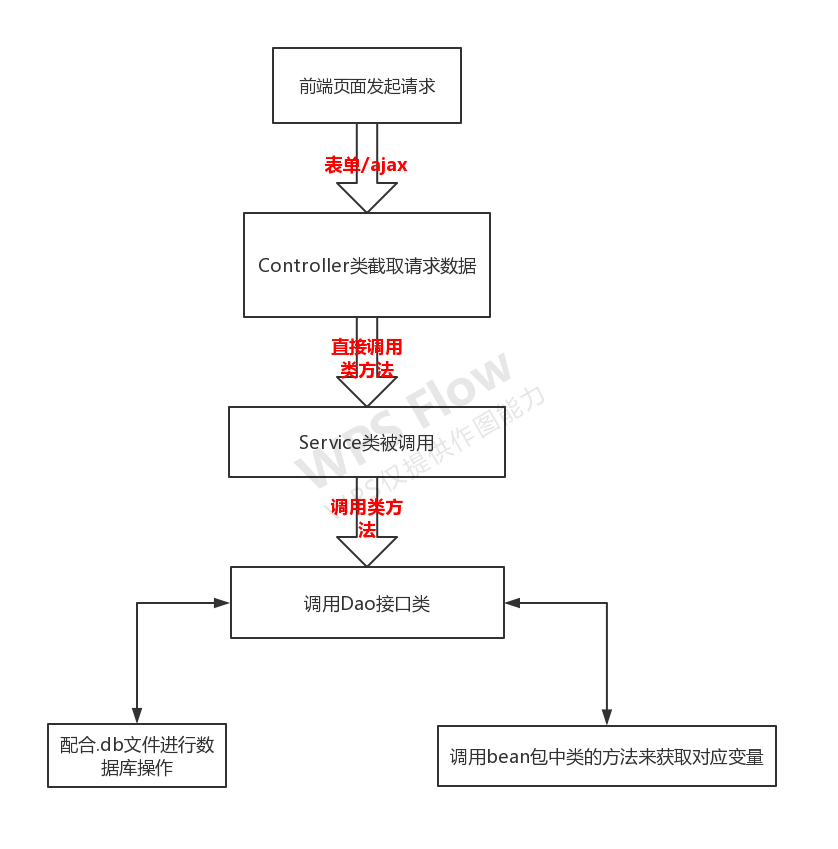 前端页面发起请求
表单/ajax
Controller类截取请求数据
直接调用
类方法
WPS Flow
WPS仅提供作图能力
Service类被调用
调用类方
法
调用Dao接口类
配合.db文件进行数
据库操作
调用bean包中类的方法来获取对应变量